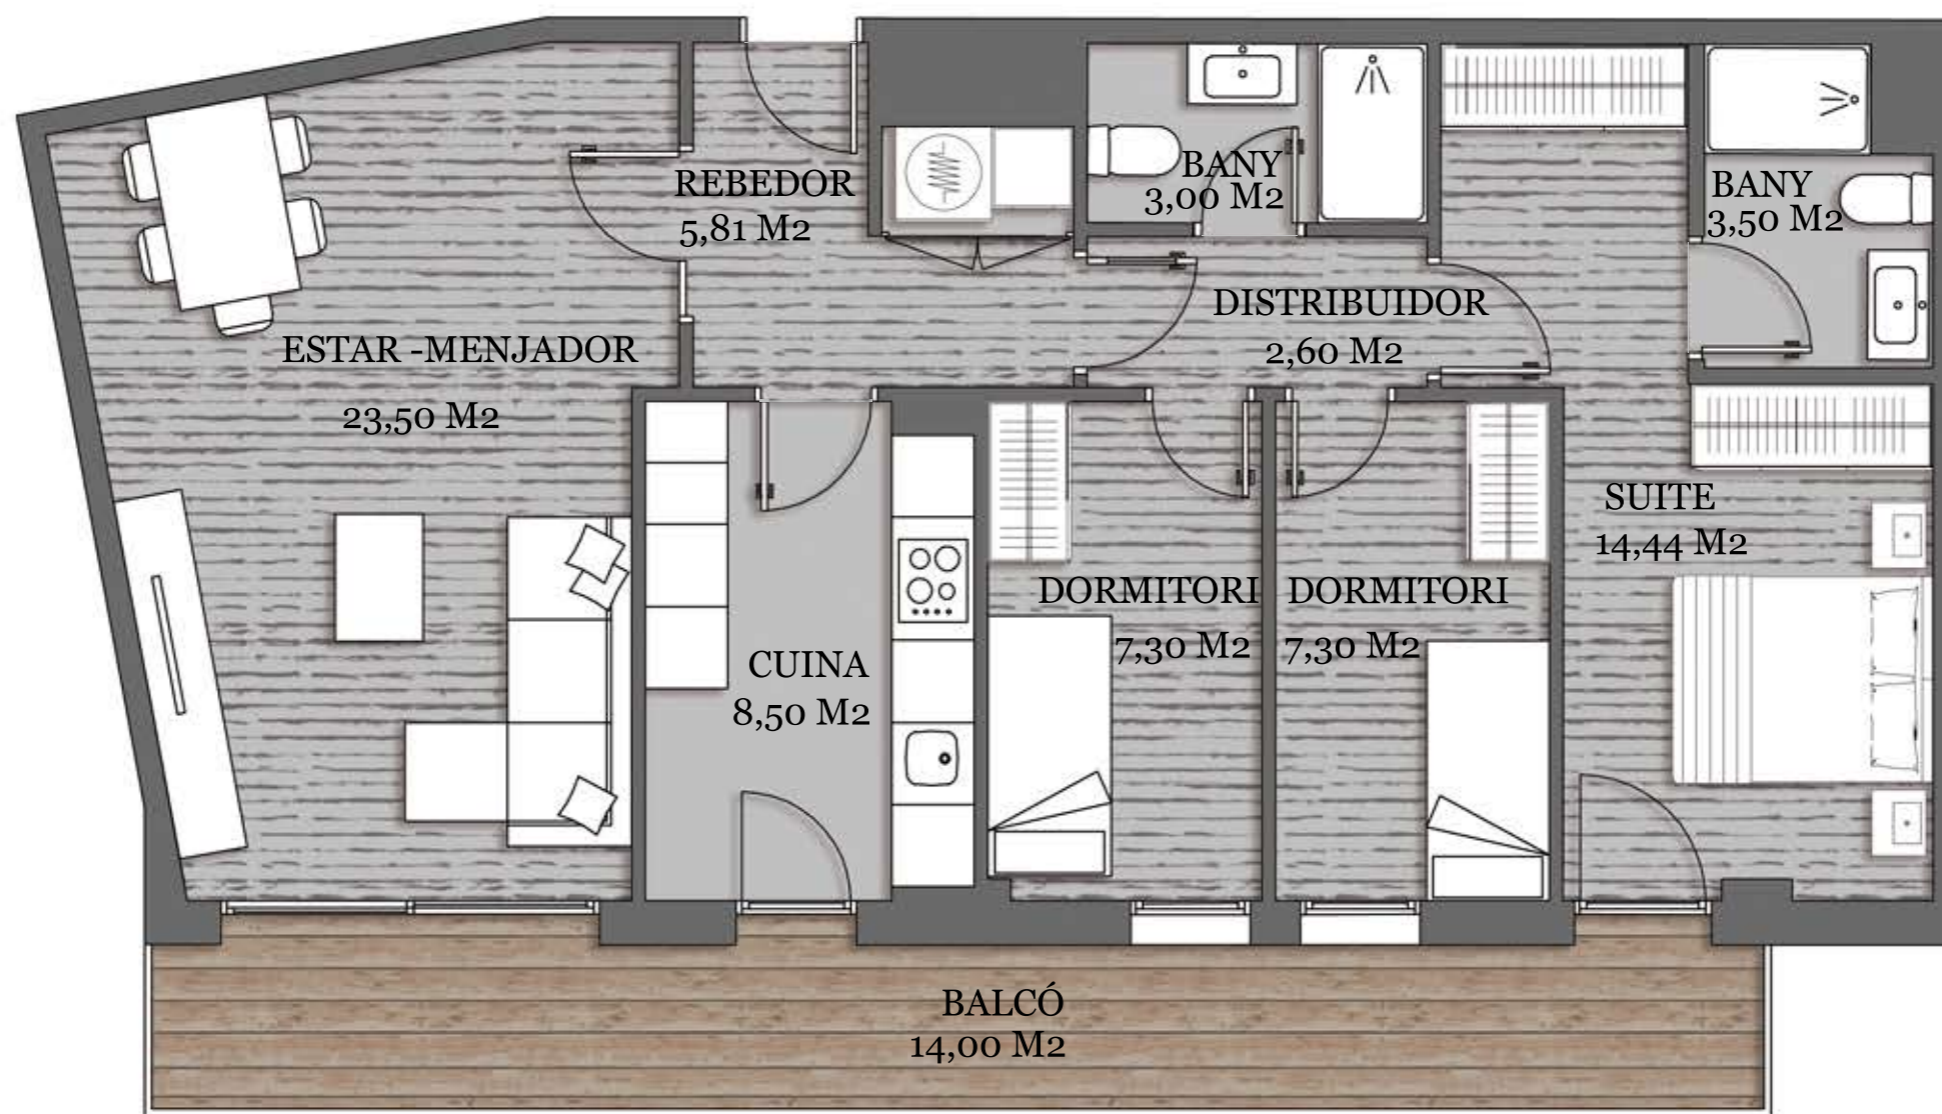 REBEDOR
5,81 M2
BANY
3,00 M2
BANY
3,50 M2
DISTRIBUIDOR
2,60 M2
ESTAR -MENJADOR
23,50 M2
SUITE
14,44 M2
DORMITORI
7,30 M2
DORMITORI
7,30 M2
CUINA
8,50 M2
BALCÓ
14,00 M2